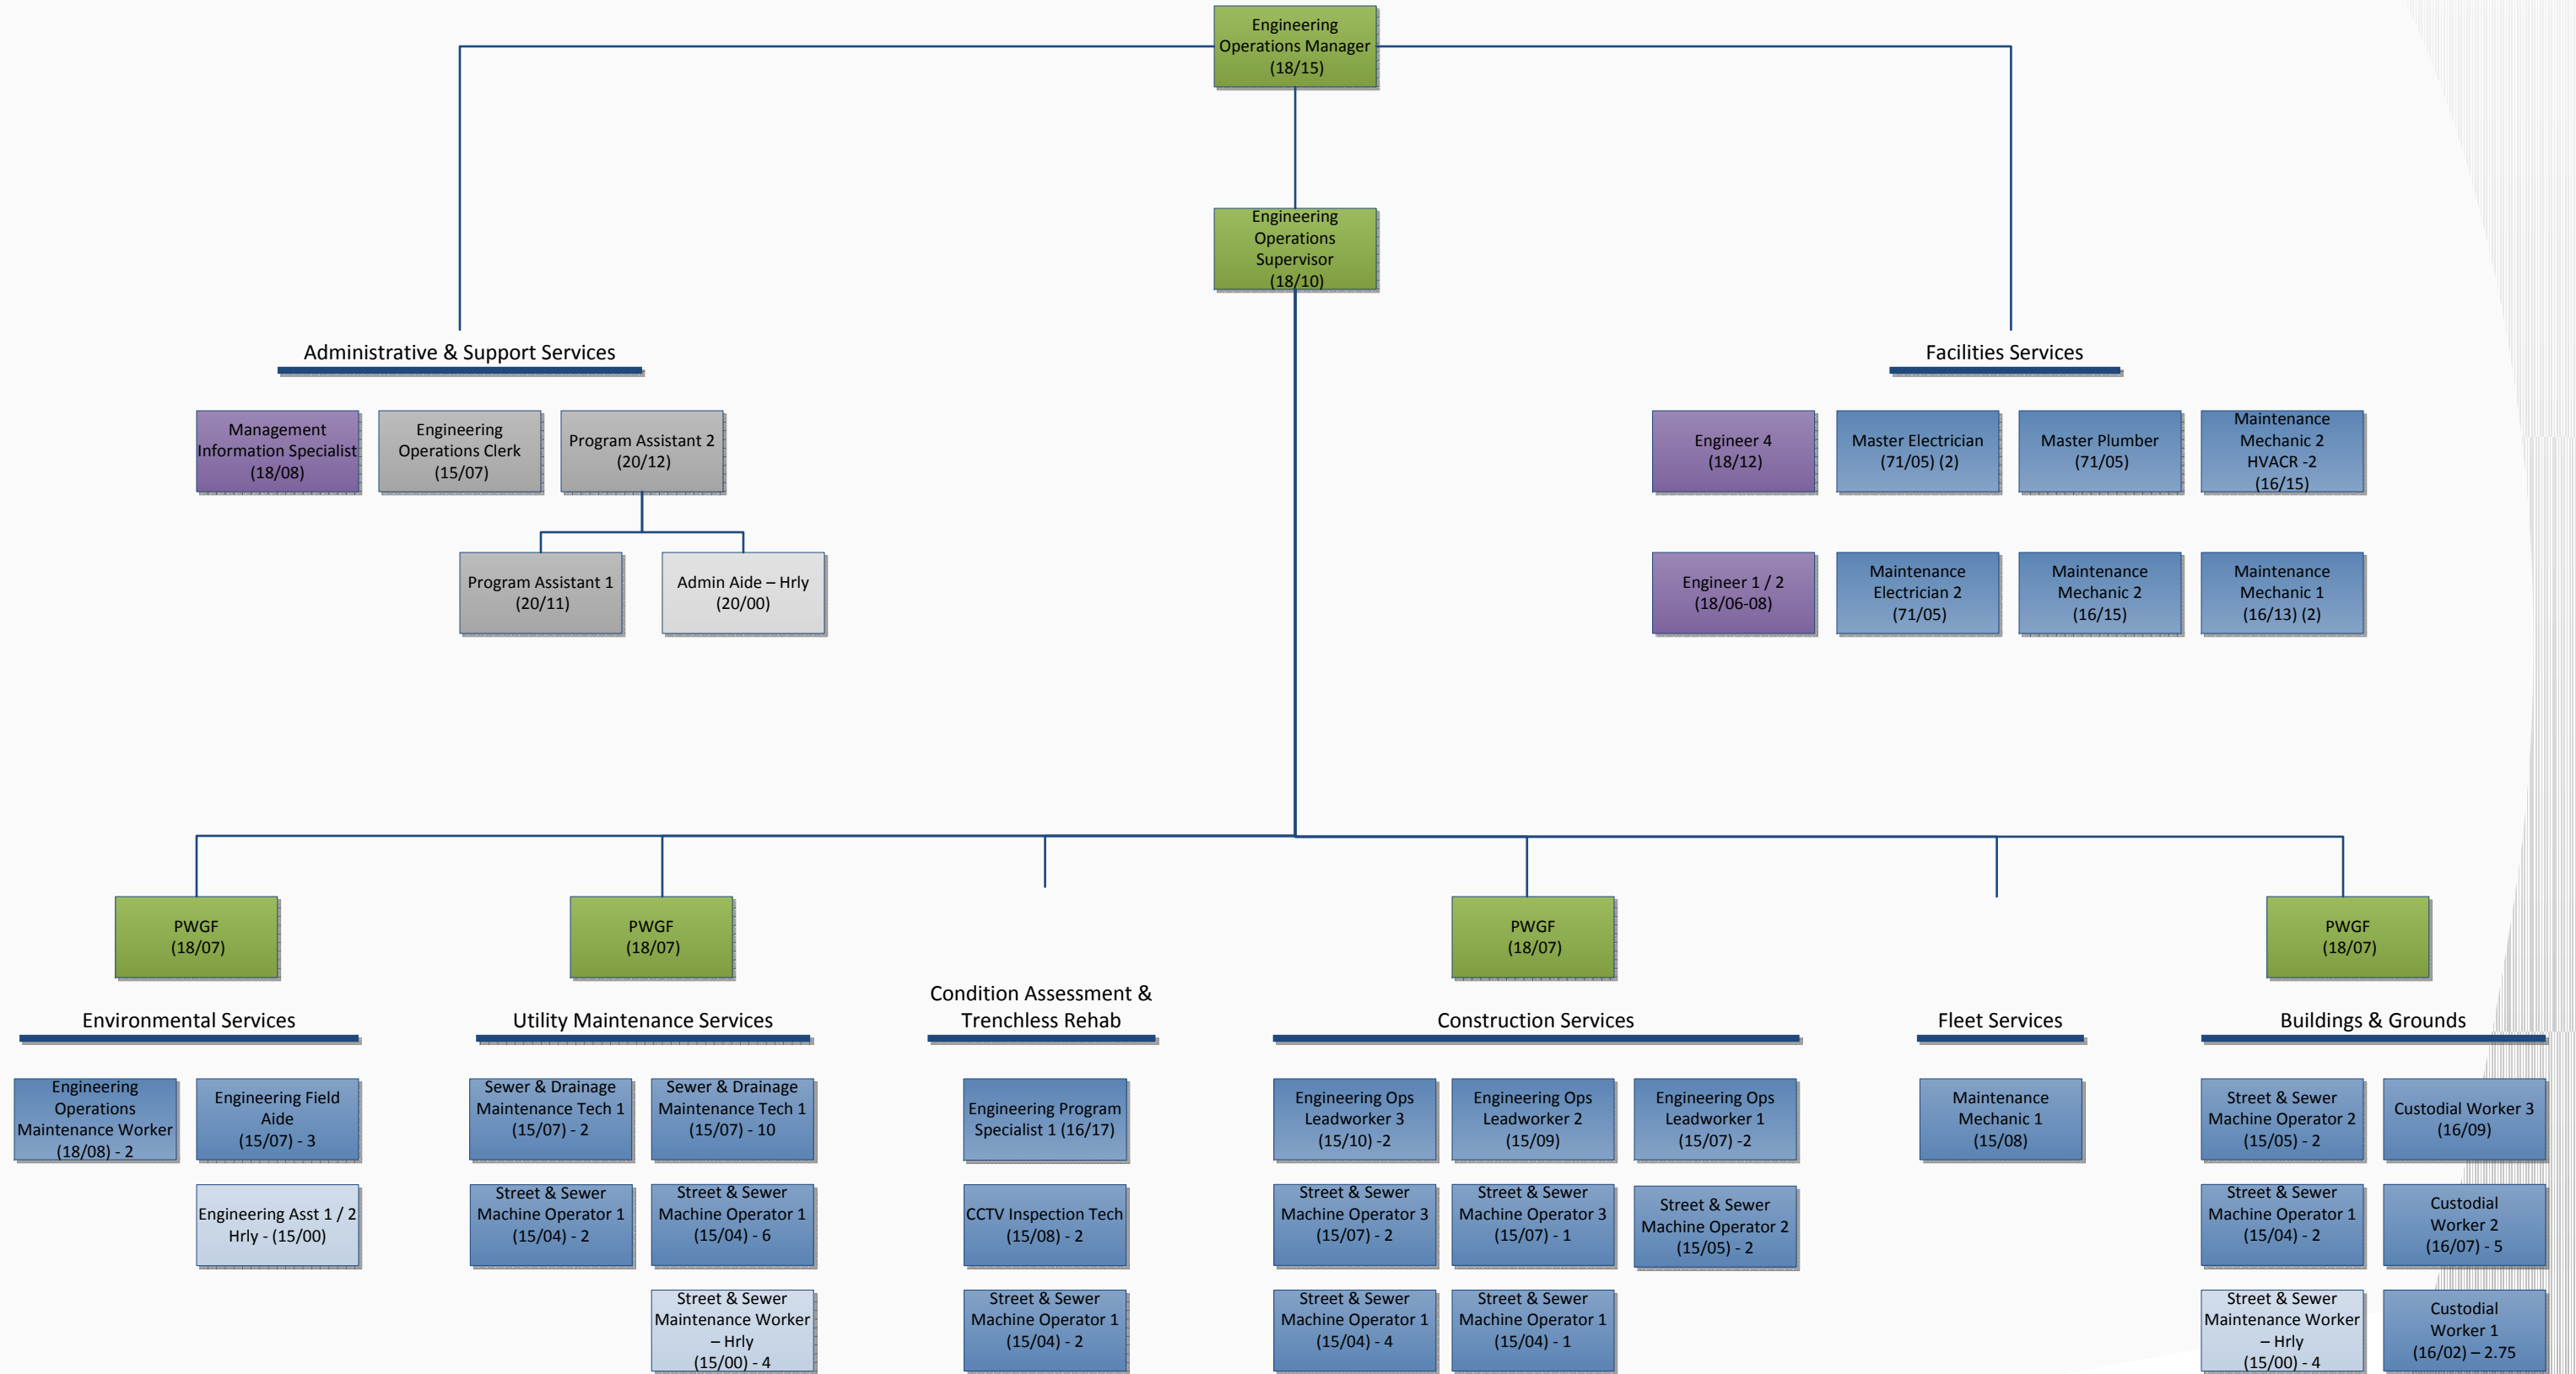 Engineering
Operations Manager
(18/15)
Engineering
Operations
Supervisor
(18/10)
Administrative & Support Services
Management
Information Specialist
(18/08)
Engineering
Operations Clerk
(15/07)
Program Assistant 2
(20/12)
Program Assistant 1
(20/11)
Admin Aide – Hrly
(20/00)
Facilities Services
Engineer 4
(18/12)
Master Electrician
(71/05) (2)
Master Plumber
(71/05)
Maintenance
Mechanic 2
HVACR -2
(16/15)
Engineer 1 / 2
(18/06-08)
Maintenance
Electrician 2
(71/05)
Maintenance
Mechanic 2
(16/15)
Maintenance
Mechanic 1
(16/13) (2)
PWGF
(18/07)
Environmental Services
Engineering
Operations
Maintenance Worker
(18/08) - 2
Engineering Field
Aide
(15/07) - 3
Engineering Asst 1 / 2
Hrly - (15/00)
PWGF
(18/07)
Utility Maintenance Services
Sewer & Drainage
Maintenance Tech 1
(15/07) - 2
Sewer & Drainage
Maintenance Tech 1
(15/07) - 10
Street & Sewer
Machine Operator 1
(15/04) - 2
Street & Sewer
Machine Operator 1
(15/04) - 6
Street & Sewer
Maintenance Worker
– Hrly
(15/00) - 4
Condition Assessment &
Trenchless Rehab
Engineering Program
Specialist 1 (16/17)
CCTV Inspection Tech
(15/08) - 2
Street & Sewer
Machine Operator 1
(15/04) - 2
PWGF
(18/07)
Construction Services
Engineering Ops
Leadworker 3
(15/10) -2
Engineering Ops
Leadworker 2
(15/09)
Engineering Ops
Leadworker 1
(15/07) -2
Street & Sewer
Machine Operator 3
(15/07) - 2
Street & Sewer
Machine Operator 3
(15/07) - 1
Street & Sewer
Machine Operator 2
(15/05) - 2
Street & Sewer
Machine Operator 1
(15/04) - 4
Street & Sewer
Machine Operator 1
(15/04) - 1
Fleet Services
Maintenance
Mechanic 1
(15/08)
PWGF
(18/07)
Buildings & Grounds
Street & Sewer
Machine Operator 2
(15/05) - 2
Custodial Worker 3
(16/09)
Street & Sewer
Machine Operator 1
(15/04) - 2
Custodial
Worker 2
(16/07) - 5
Street & Sewer
Maintenance Worker
– Hrly
(15/00) - 4
Custodial
Worker 1
(16/02) – 2.75